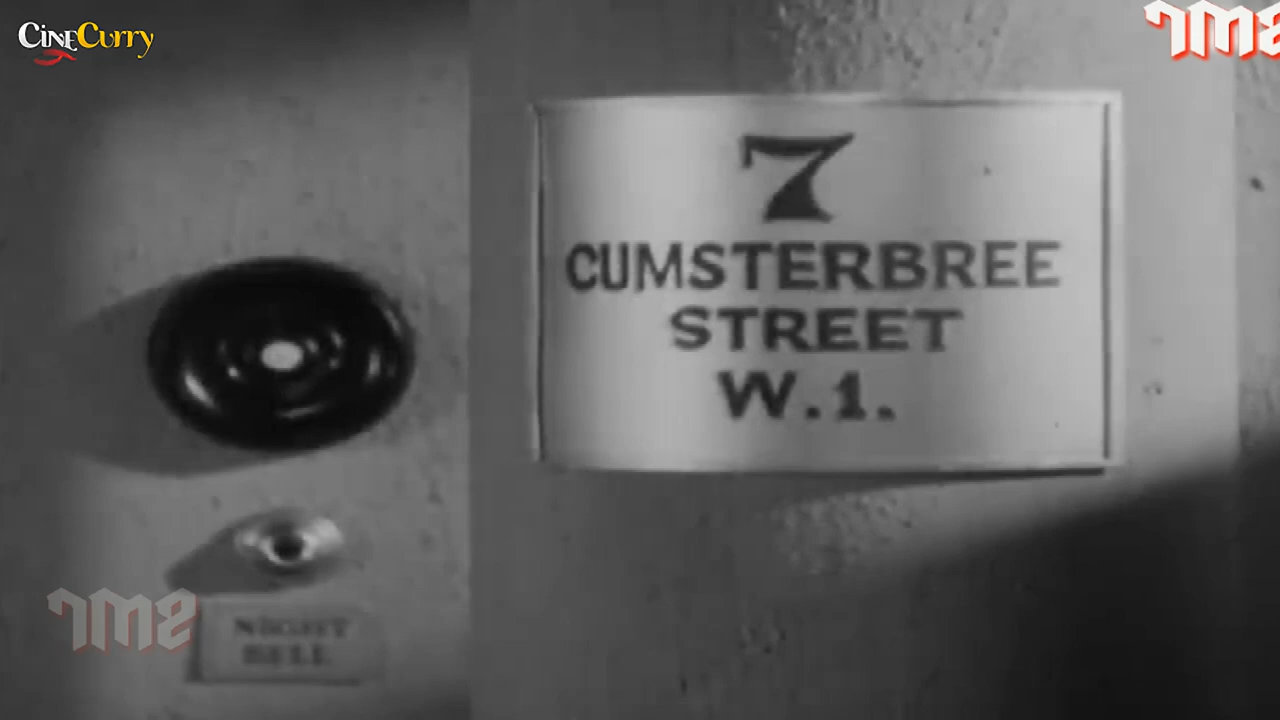 CINECURRY
7
CUMSTERBREE
STREET
W.1.
NIGHT
BELL